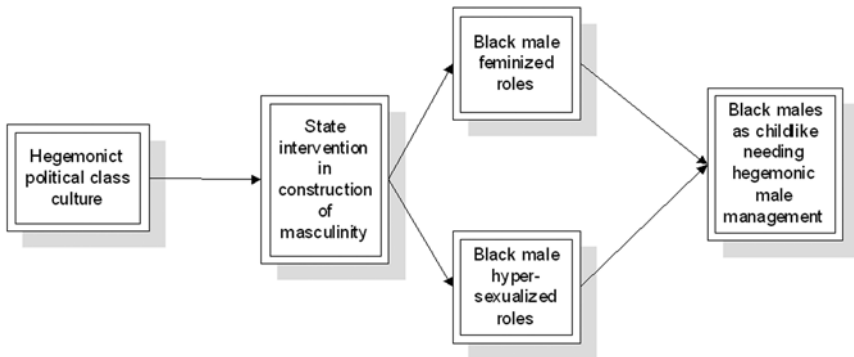 Hegemonict
political class
culture
State
intervention
in
construction
of
masculinity
Black male
feminized
roles
Black male
hyper-
sexualized
roles
Black males
as childlike
needing
hegemonic
male
management